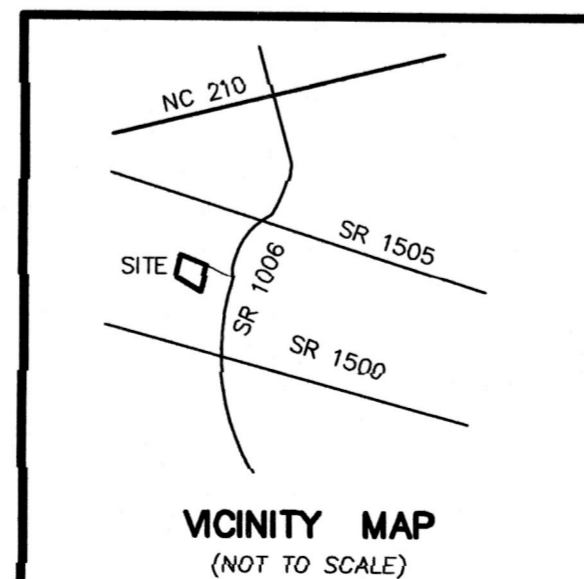 NC 210
SR 1505
SITE
SR 1006
SR 1500
VICINITY MAP
(NOT TO SCALE)